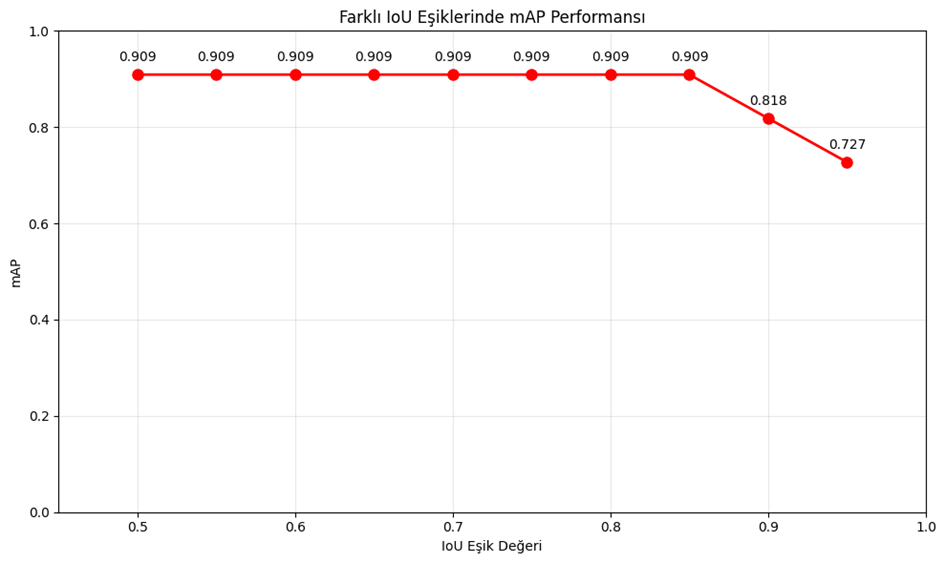 Farklı IoU Eşiklerinde mAP Performansı
1.0
0.909 0.909 0.909 0.909 0.909 0.909 0.909 0.909
0.818
0.8
0.727
0.6
mAP
0.4
0.2
0.0
0.5 0.6 0.7 0.8 0.9 1.0
IoU Eşik Değeri